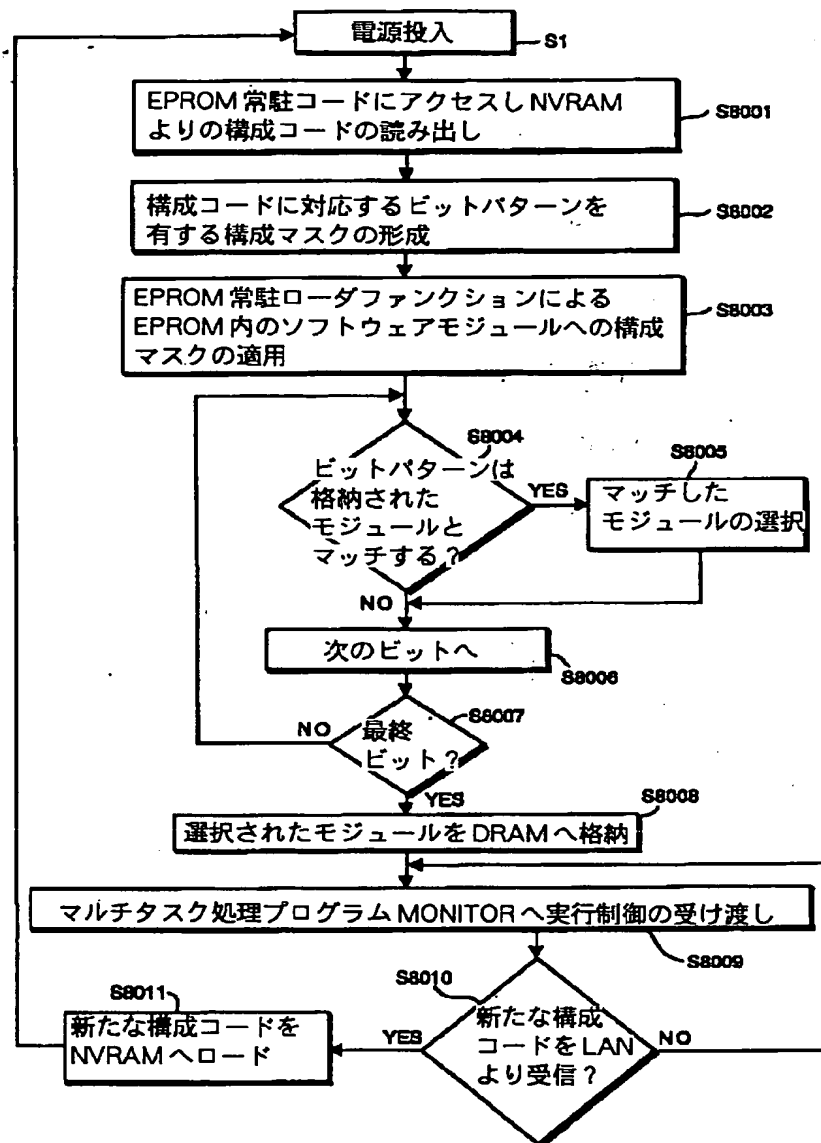 電源投入
S1
EPROM 常駐コードにアクセスし NVRAM
よりの構成コードの読み出し
S8001
構成コードに対応するビットパターンを
有する構成マスクの形成
S8002
EPROM 常駐ローダファンクションによる
EPROM 内のソフトウェアモジュールへの構成
マスクの適用
S8003
S8004
ビットパターンは
格納された
モジュールと
マッチする?
YES
S8005
マッチした
モジュールの選択
NO
次のビットへ
S8006
S8007
最終
ビット?
NO
YES
S8008
選択されたモジュールを DRAM へ格納
マルチタスク処理プログラム MONITOR へ実行制御の受け渡し
S8009
S8010
新たな構成
コードを LAN
より受信?
YES
NO
S8011
新たな構成コードを
NVRAM へロード